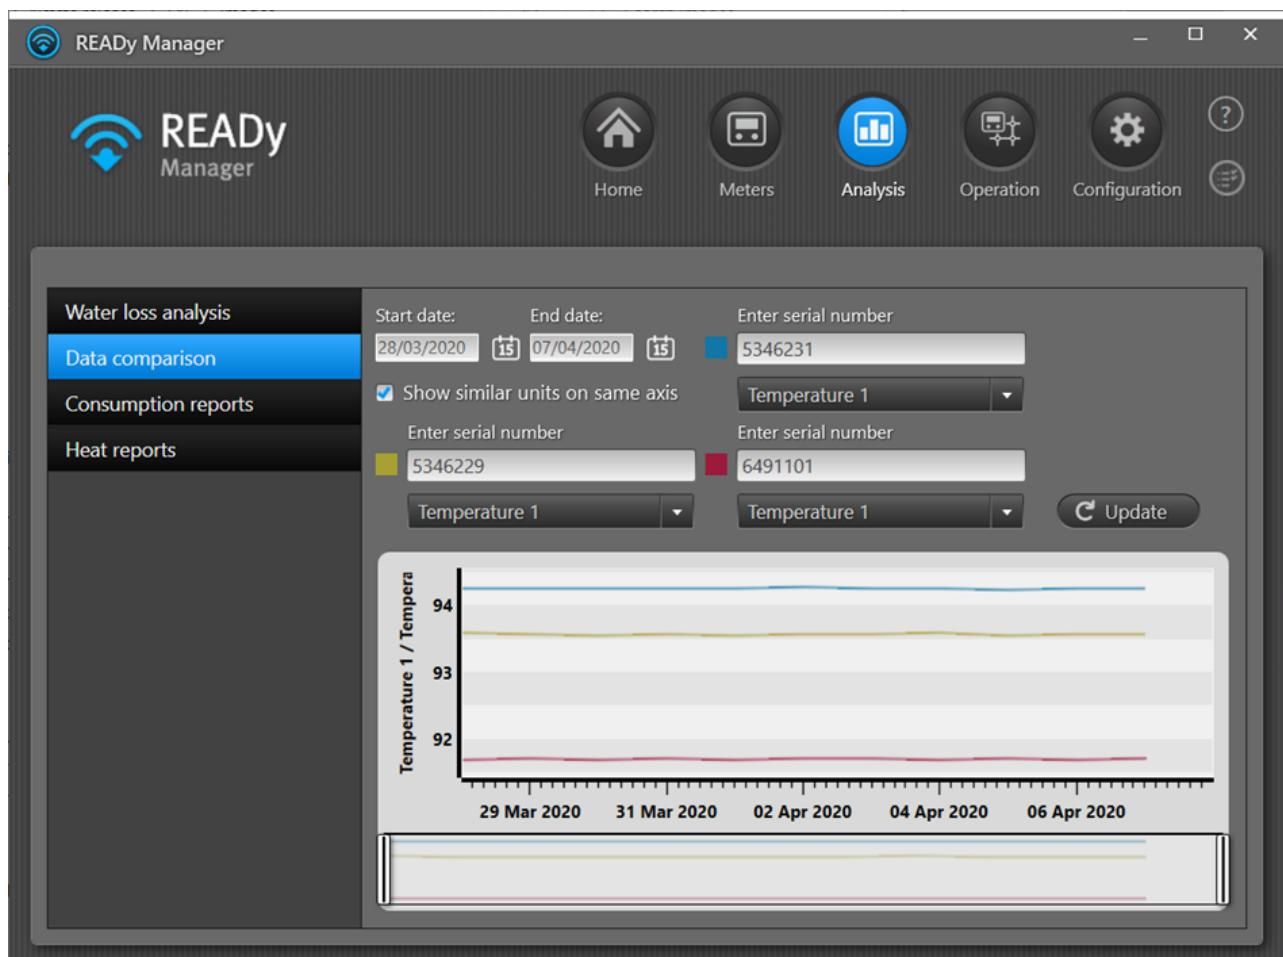 READy Manager
READy
Manager
Home
Meters
Analysis
Operation
Configuration
?
Water loss analysis
Data comparison
Consumption reports
Heat reports
Start date:
End date:
Enter serial number
28/03/2020
15
07/04/2020
15
5346231
Show similar units on same axis
Temperature 1
Enter serial number
Enter serial number
5346229
6491101
Temperature 1
Temperature 1
Update
Temperature 1 / Tempera
94
93
92
29 Mar 2020
31 Mar 2020
02 Apr 2020
04 Apr 2020
06 Apr 2020